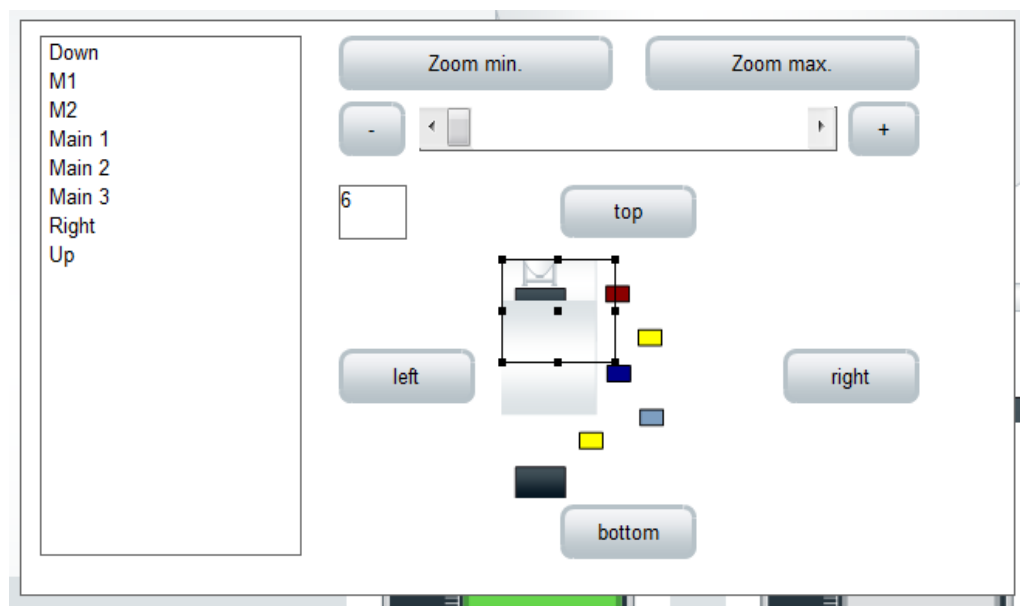 Down
M1
M2
Main 1
Main 2
Main 3
Right
Up
Zoom min.
Zoom max.
-
+
6
top
left
right
bottom